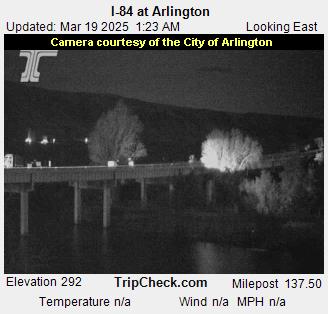 I-84 at Arlington
Updated: Mar 19 2025 1:23 AM Looking East
Camera courtesy of the City of Arlington
Elevation 292 TripCheck.com Milepost 137.50
Temperature n/a Wind n/a MPH n/a